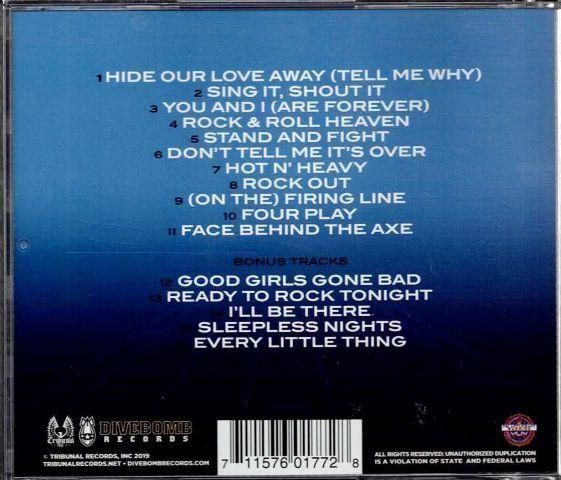 1 HIDE OUR LOVE AWAY (TELL ME WHY)
2 SING IT, SHOUT IT
3 YOU AND I (ARE FOREVER)
4 ROCK & ROLL HEAVEN
5 STAND AND FIGHT
6 DON'T TELL ME IT'S OVER
7 HOT N' HEAVY
8 ROCK OUT
9 (ON THE) FIRING LINE
10 FOUR PLAY
11 FACE BEHIND THE AXE
BONUS TRACKS
12 GOOD GIRLS GONE BAD
13 READY TO ROCK TONIGHT
14 I'LL BE THERE
SLEEPLESS NIGHTS
EVERY LITTLE THING
Tribunal
DIVEBOMB
RECORDS
© TRIBUNAL RECORDS, INC 2019
TRIBUNALRECORDS.NET • DIVEBOMBRECORDS.COM
7 11576 01772 8
ALL RIGHTS RESERVED: UNAUTHORIZED DUPLICATION
IS A VIOLATION OF STATE AND FEDERAL LAWS